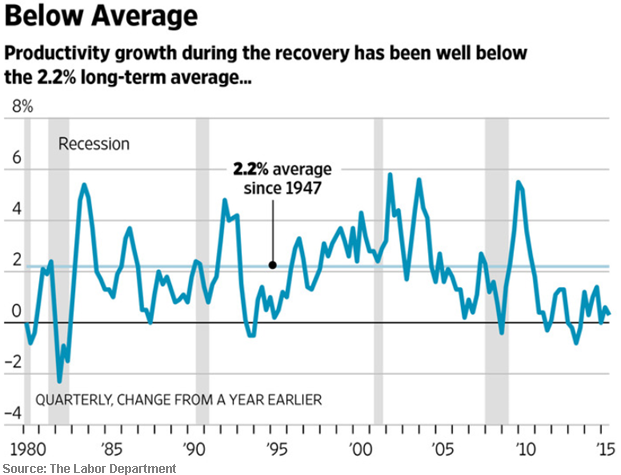 Below Average
Productivity growth during the recovery has been well below
the 2.2% long-term average...
8%
Recession
6
2.2% average
since 1947
4
2
0
–2
QUARTERLY, CHANGE FROM A YEAR EARLIER
–4
1980 '85 '90 '95 '00 '05 '10 '15
Source: The Labor Department